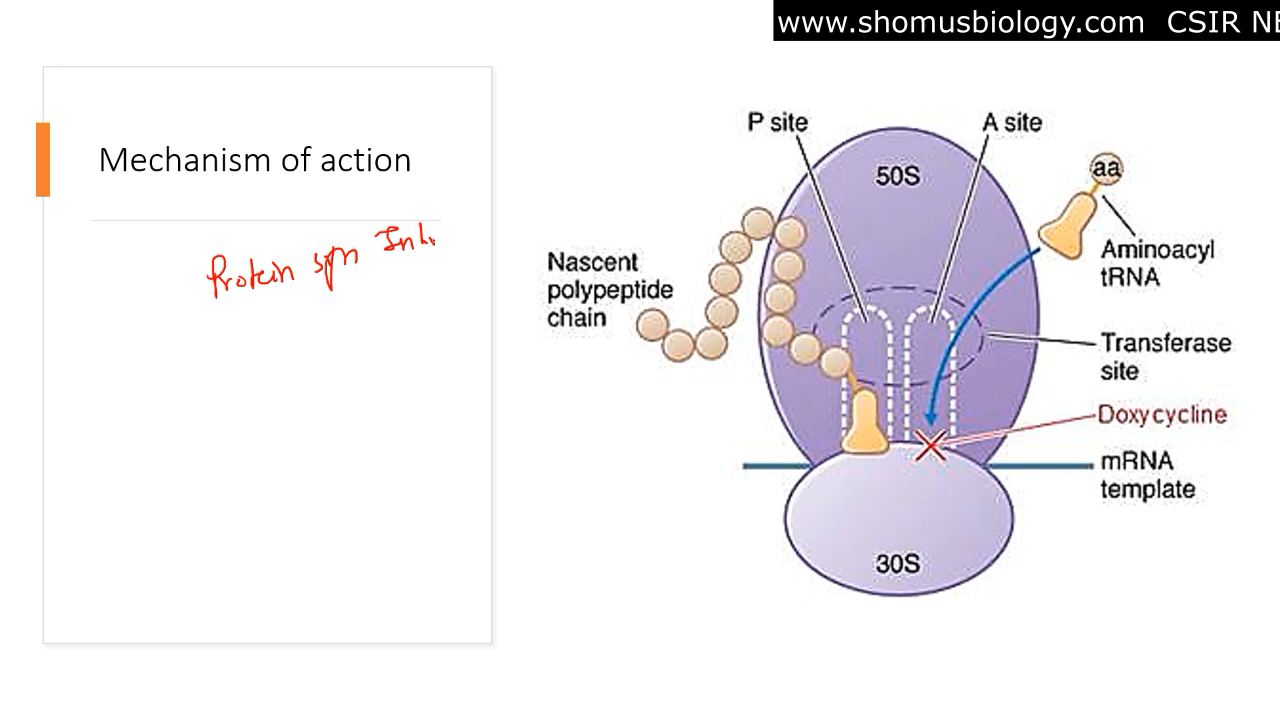 www.shomusbiology.com CSIR NE
Mechanism of action
Protein syn Inhi
P site
A site
50S
aa
Aminoacyl
tRNA
Nascent
polypeptide
chain
Transferase
site
Doxycycline
mRNA
template
30S